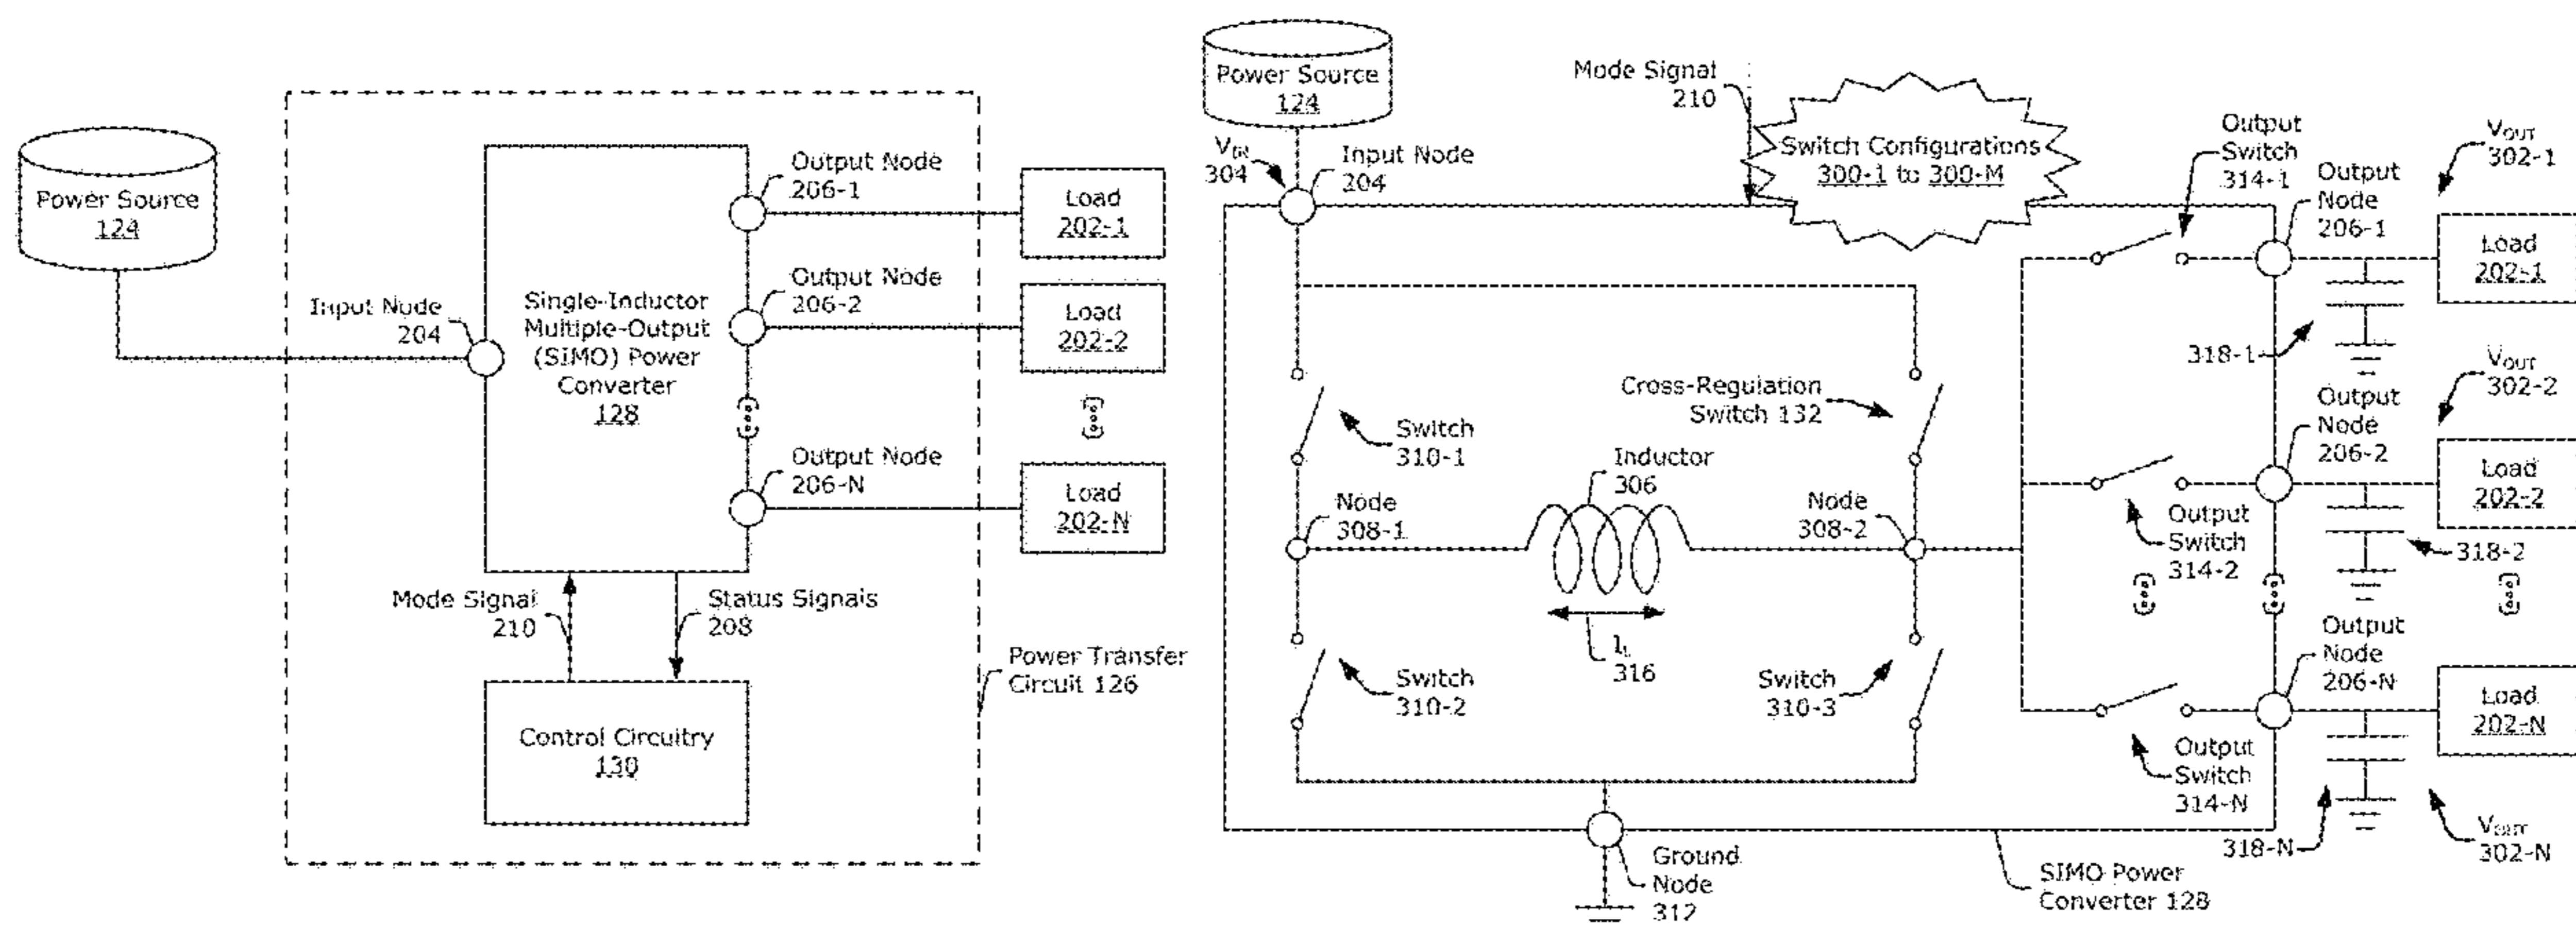 Power Source
124
Input Node
204
Single-Inductor
Multiple-Output
(SIMO) Power
Converter
128
Output Node
206-1
Output Node
206-2
Output Node
206-N
Load
202-1
Load
202-2
Load
202-N
Mode Signal
210
Status Signals
208
Control Circuitry
130
Power Transfer
Circuit 126
Power Source
124
VIN
304
Input Node
204
Mode Signal
210
Switch Configurations
300-1 to 300-M
Output
Switch
314-1
Output
Node
206-1
VOUT
302-1
Load
202-1
318-1
Switch
310-1
Cross-Regulation
Switch 132
Inductor
306
Node
308-1
Node
308-2
Output
Node
206-2
VOUT
302-2
Load
202-2
Output
Switch
314-2
318-2
IL
316
Switch
310-2
Switch
310-3
Output
Node
206-N
Load
202-N
Output
Switch
314-N
318-N
VOUT
302-N
Ground
Node
312
SIMO Power
Converter 128